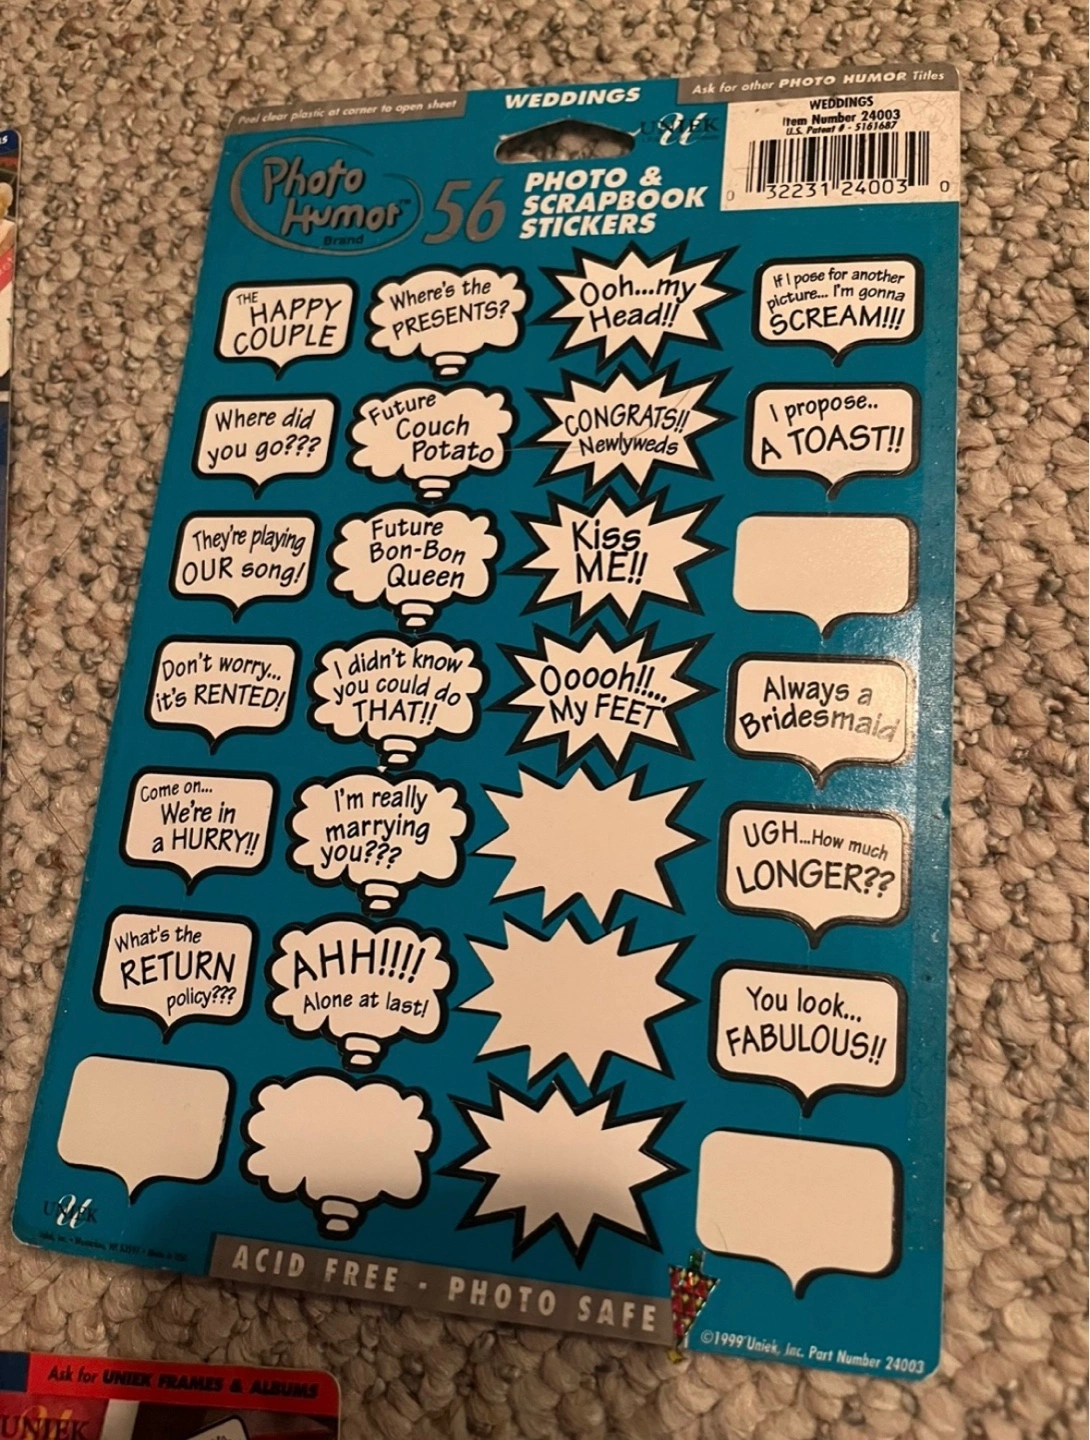 Peel clear plastic at corner to open sheet
WEDDINGS
Ask for other PHOTO HUMOR Titles
UNIEK
WEDDINGS
Item Number 24003
U.S. Patent # - 5161687
0 32231 24003 0
Photo
Humor™
Brand
56
PHOTO &
SCRAPBOOK
STICKERS
THE
HAPPY
COUPLE
Where's the
PRESENTS?
Ooh...my
Head!!
If I pose for another
picture... I'm gonna
SCREAM!!!
Where did
you go???
Future
Couch
Potato
CONGRATS!!
Newlyweds
I propose..
A TOAST!!
They're playing
OUR song!
Future
Bon-Bon
Queen
Kiss
ME!!
Don't worry...
it's RENTED!
I didn't know
you could do
THAT!!
Ooooh!!...
My FEET
Always a
Bridesmaid
Come on...
We're in
a HURRY!!
I'm really
marrying
you???
UGH...How much
LONGER??
What's the
RETURN
policy???
AHH!!!!
Alone at last!
You look...
FABULOUS!!
UNIEK
ACID FREE - PHOTO SAFE
©1999 Uniek, Inc. Part Number 24003
Ask for UNIEK FRAMES & ALBUMS
UNIEK